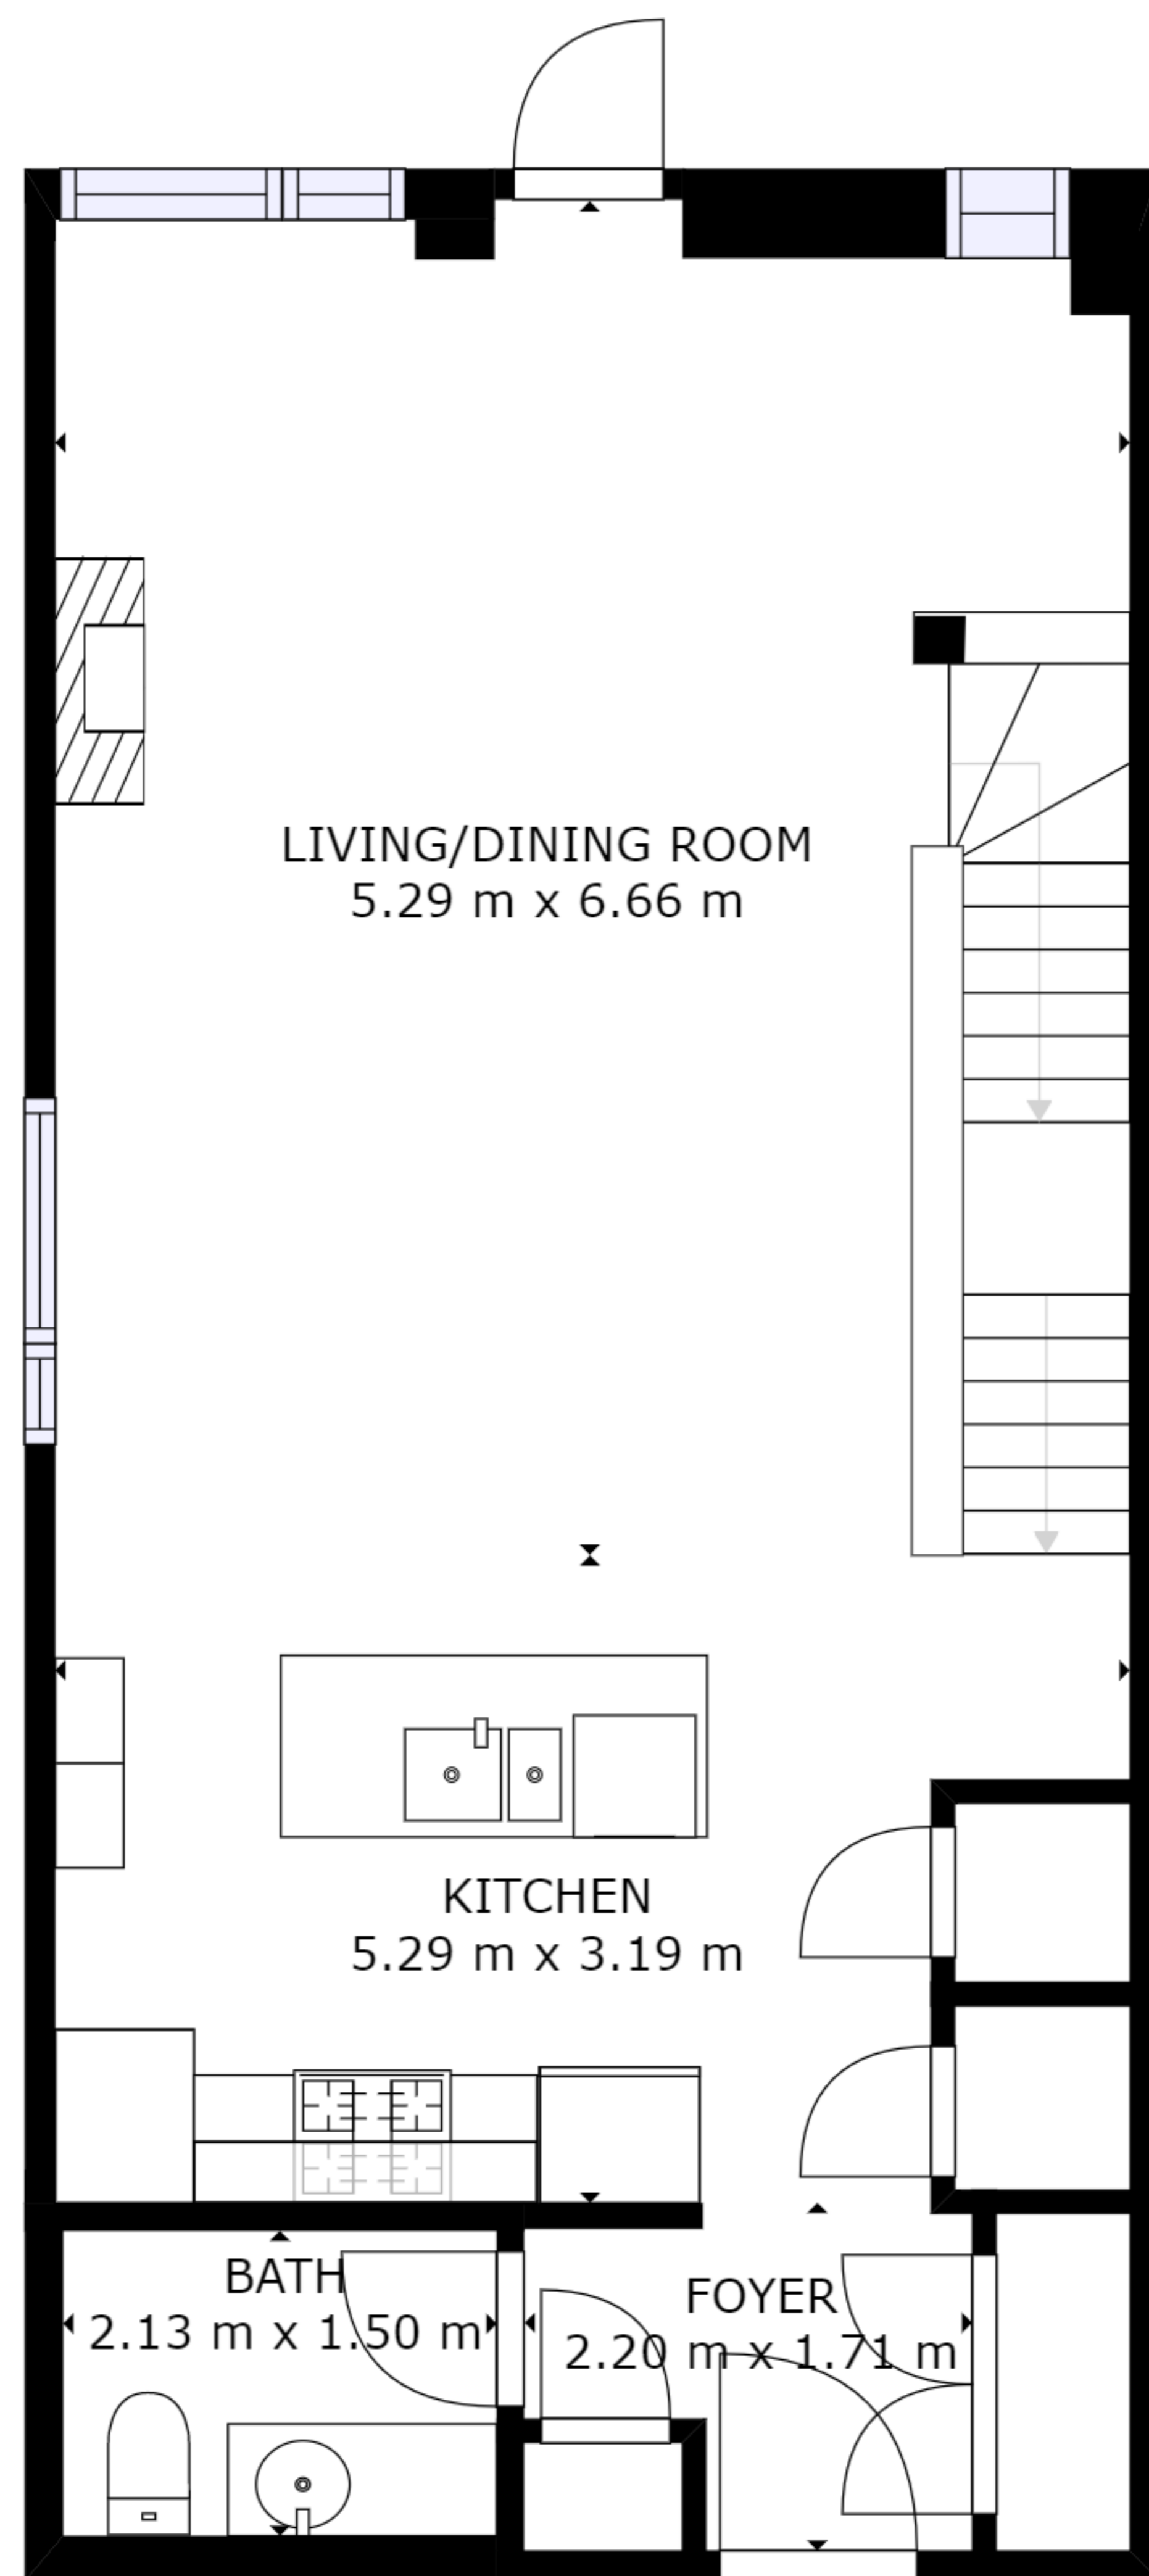 LIVING/DINING ROOM
5.29 m x 6.66 m
KITCHEN
5.29 m x 3.19 m
BATH
2.13 m x 1.50 m
FOYER
2.20 m x 1.71 m